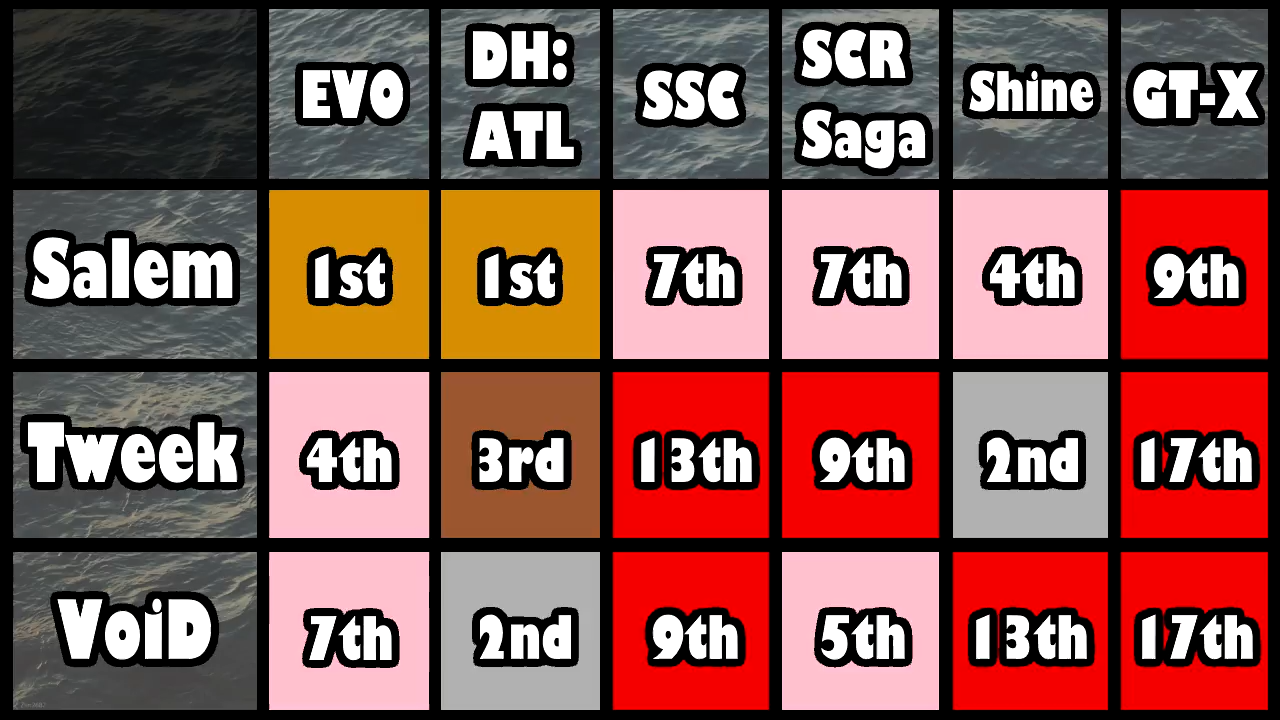 EVO
DH:
ATL
SSC
SCR
Saga
Shine
GT-X
Salem
1st
1st
7th
7th
4th
9th
Tweek
4th
3rd
13th
9th
2nd
17th
VoiD
7th
2nd
9th
5th
13th
17th